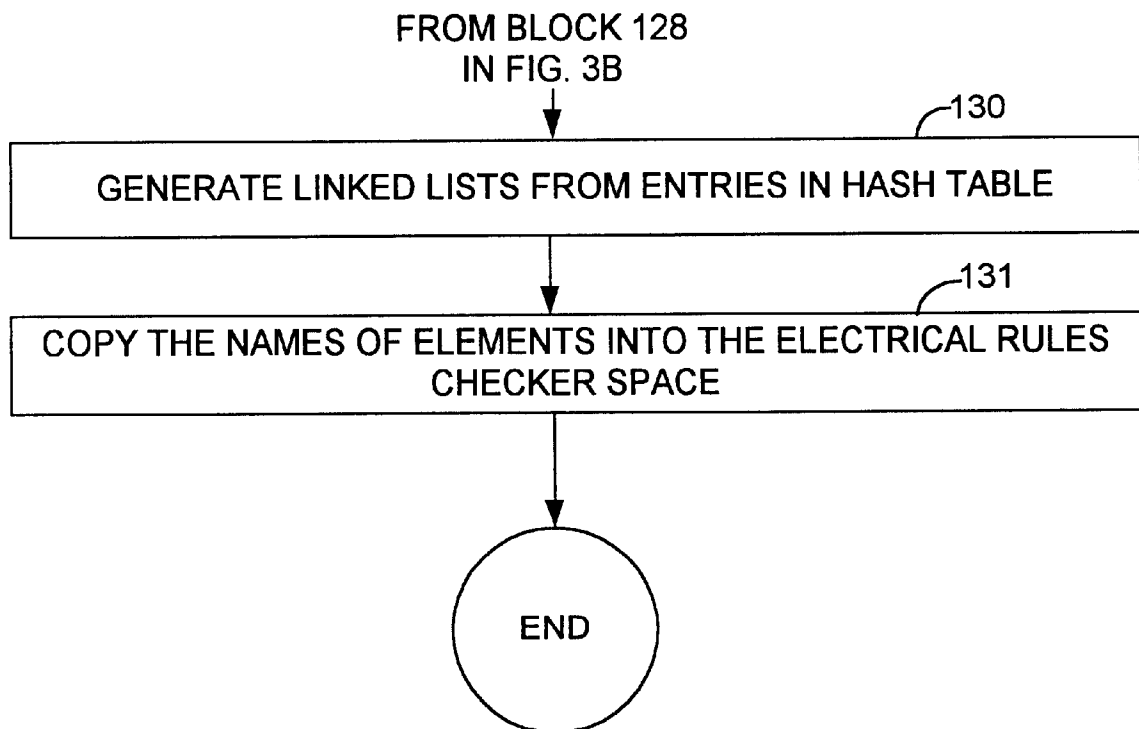 FROM BLOCK 128
IN FIG. 3B
130
GENERATE LINKED LISTS FROM ENTRIES IN HASH TABLE
131
COPY THE NAMES OF ELEMENTS INTO THE ELECTRICAL RULES
CHECKER SPACE
END